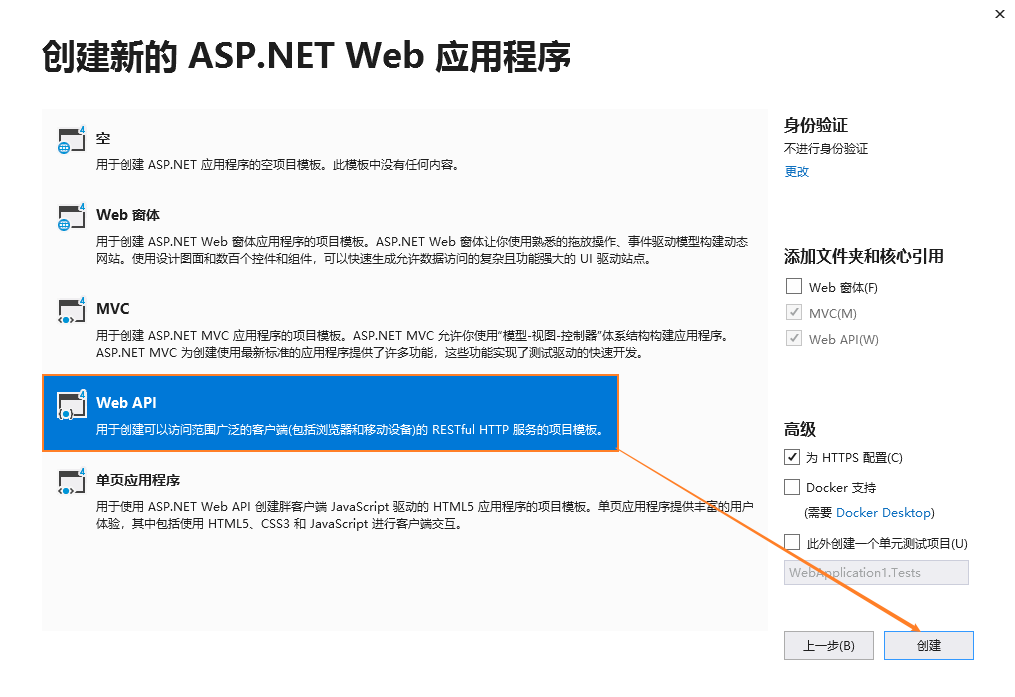 创建新的 ASP.NET Web 应用程序
空
用于创建 ASP.NET 应用程序的空项目模板。此模板中没有任何内容。
Web 窗体
用于创建 ASP.NET Web 窗体应用程序的项目模板。ASP.NET Web 窗体让你使用熟悉的拖放操作、事件驱动模型构建动态
网站。使用设计图面和数百个控件和组件，可以快速生成允许数据访问的复杂且功能强大的 UI 驱动站点。
MVC
用于创建 ASP.NET MVC 应用程序的项目模板。ASP.NET MVC 允许你使用“模型-视图-控制器”体系结构构建应用程序。
ASP.NET MVC 为创建使用最新标准的应用程序提供了许多功能，这些功能实现了测试驱动的快速开发。
Web API
用于创建可以访问范围广泛的客户端(包括浏览器和移动设备)的 RESTful HTTP 服务的项目模板。
单页应用程序
用于使用 ASP.NET Web API 创建胖客户端 JavaScript 驱动的 HTML5 应用程序的项目模板。单页应用程序提供丰富的用户
体验，其中包括使用 HTML5、CSS3 和 JavaScript 进行客户端交互。
身份验证
不进行身份验证
更改
添加文件夹和核心引用
Web 窗体(F)
MVC(M)
Web API(W)
高级
为 HTTPS 配置(C)
Docker 支持
(需要 Docker Desktop)
此外创建一个单元测试项目(U)
WebApplication1.Tests
上一步(B)
创建